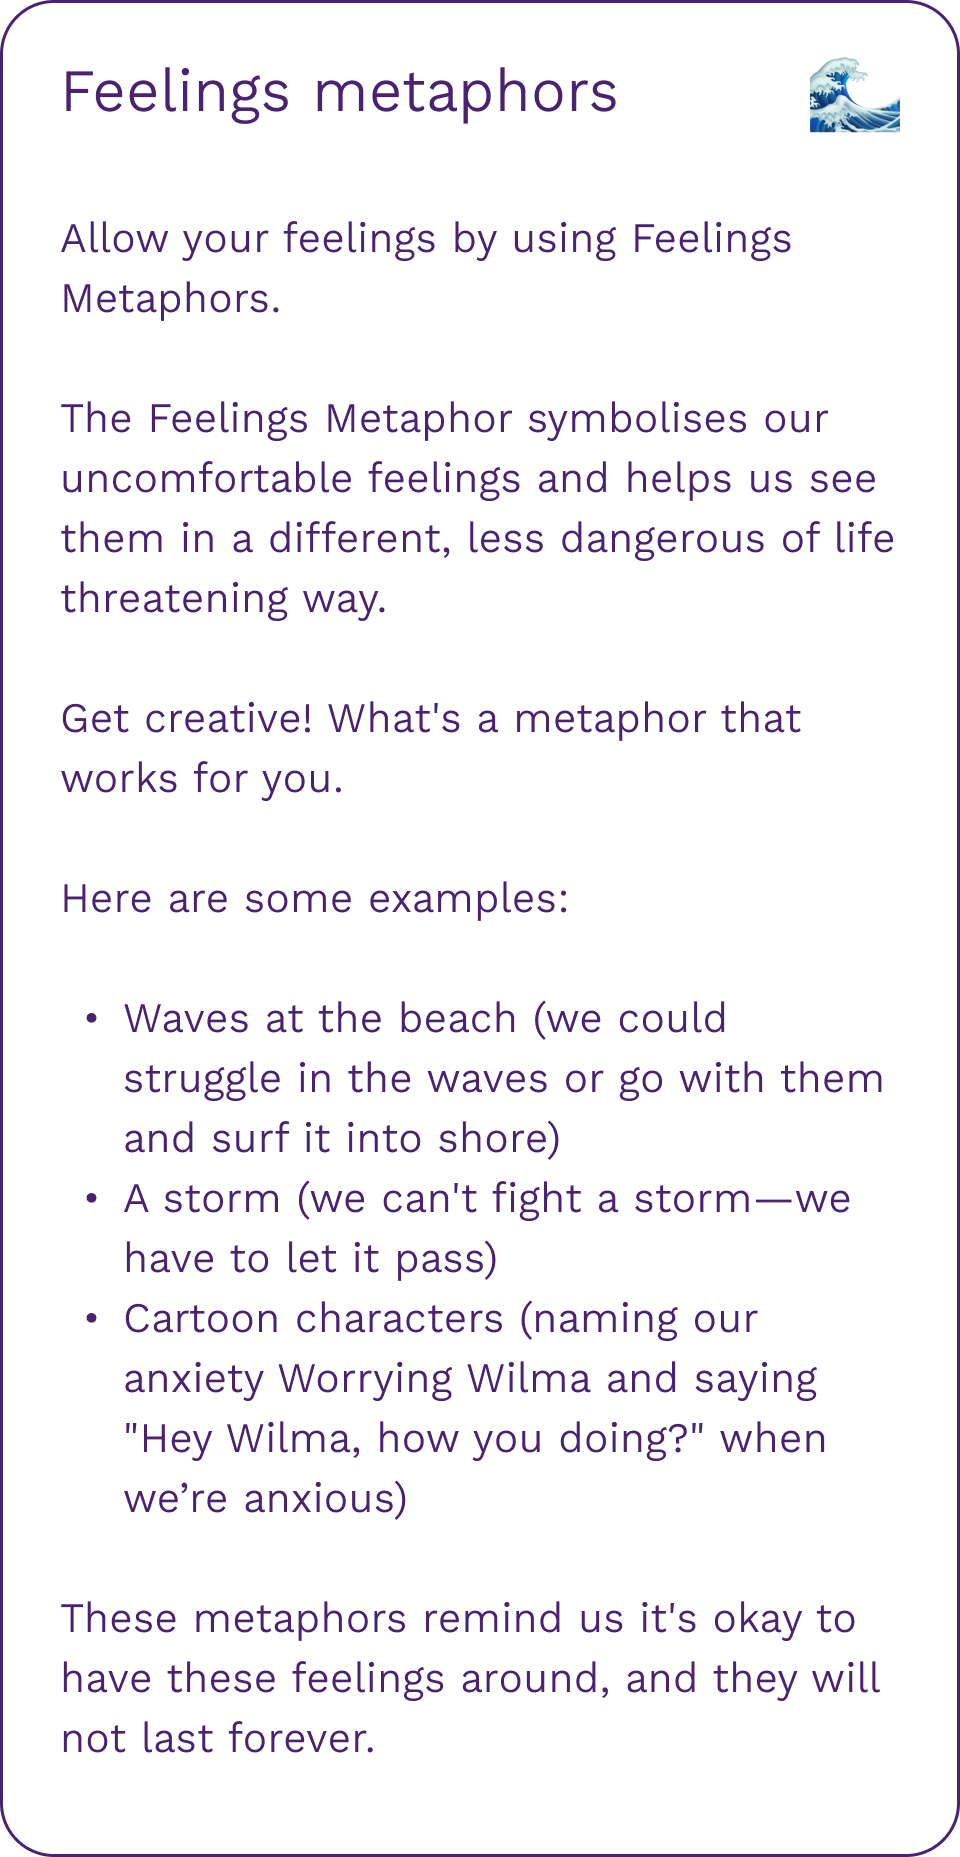 Feelings metaphors
Allow your feelings by using Feelings
Metaphors.
The Feelings Metaphor symbolises our
uncomfortable feelings and helps us see
them in a different, less dangerous of life
threatening way.
Get creative! What's a metaphor that
works for you.
Here are some examples:
• Waves at the beach (we could
struggle in the waves or go with them
and surf it into shore)
• A storm (we can't fight a storm—we
have to let it pass)
• Cartoon characters (naming our
anxiety Worrying Wilma and saying
"Hey Wilma, how you doing?" when
we’re anxious)
These metaphors remind us it's okay to
have these feelings around, and they will
not last forever.